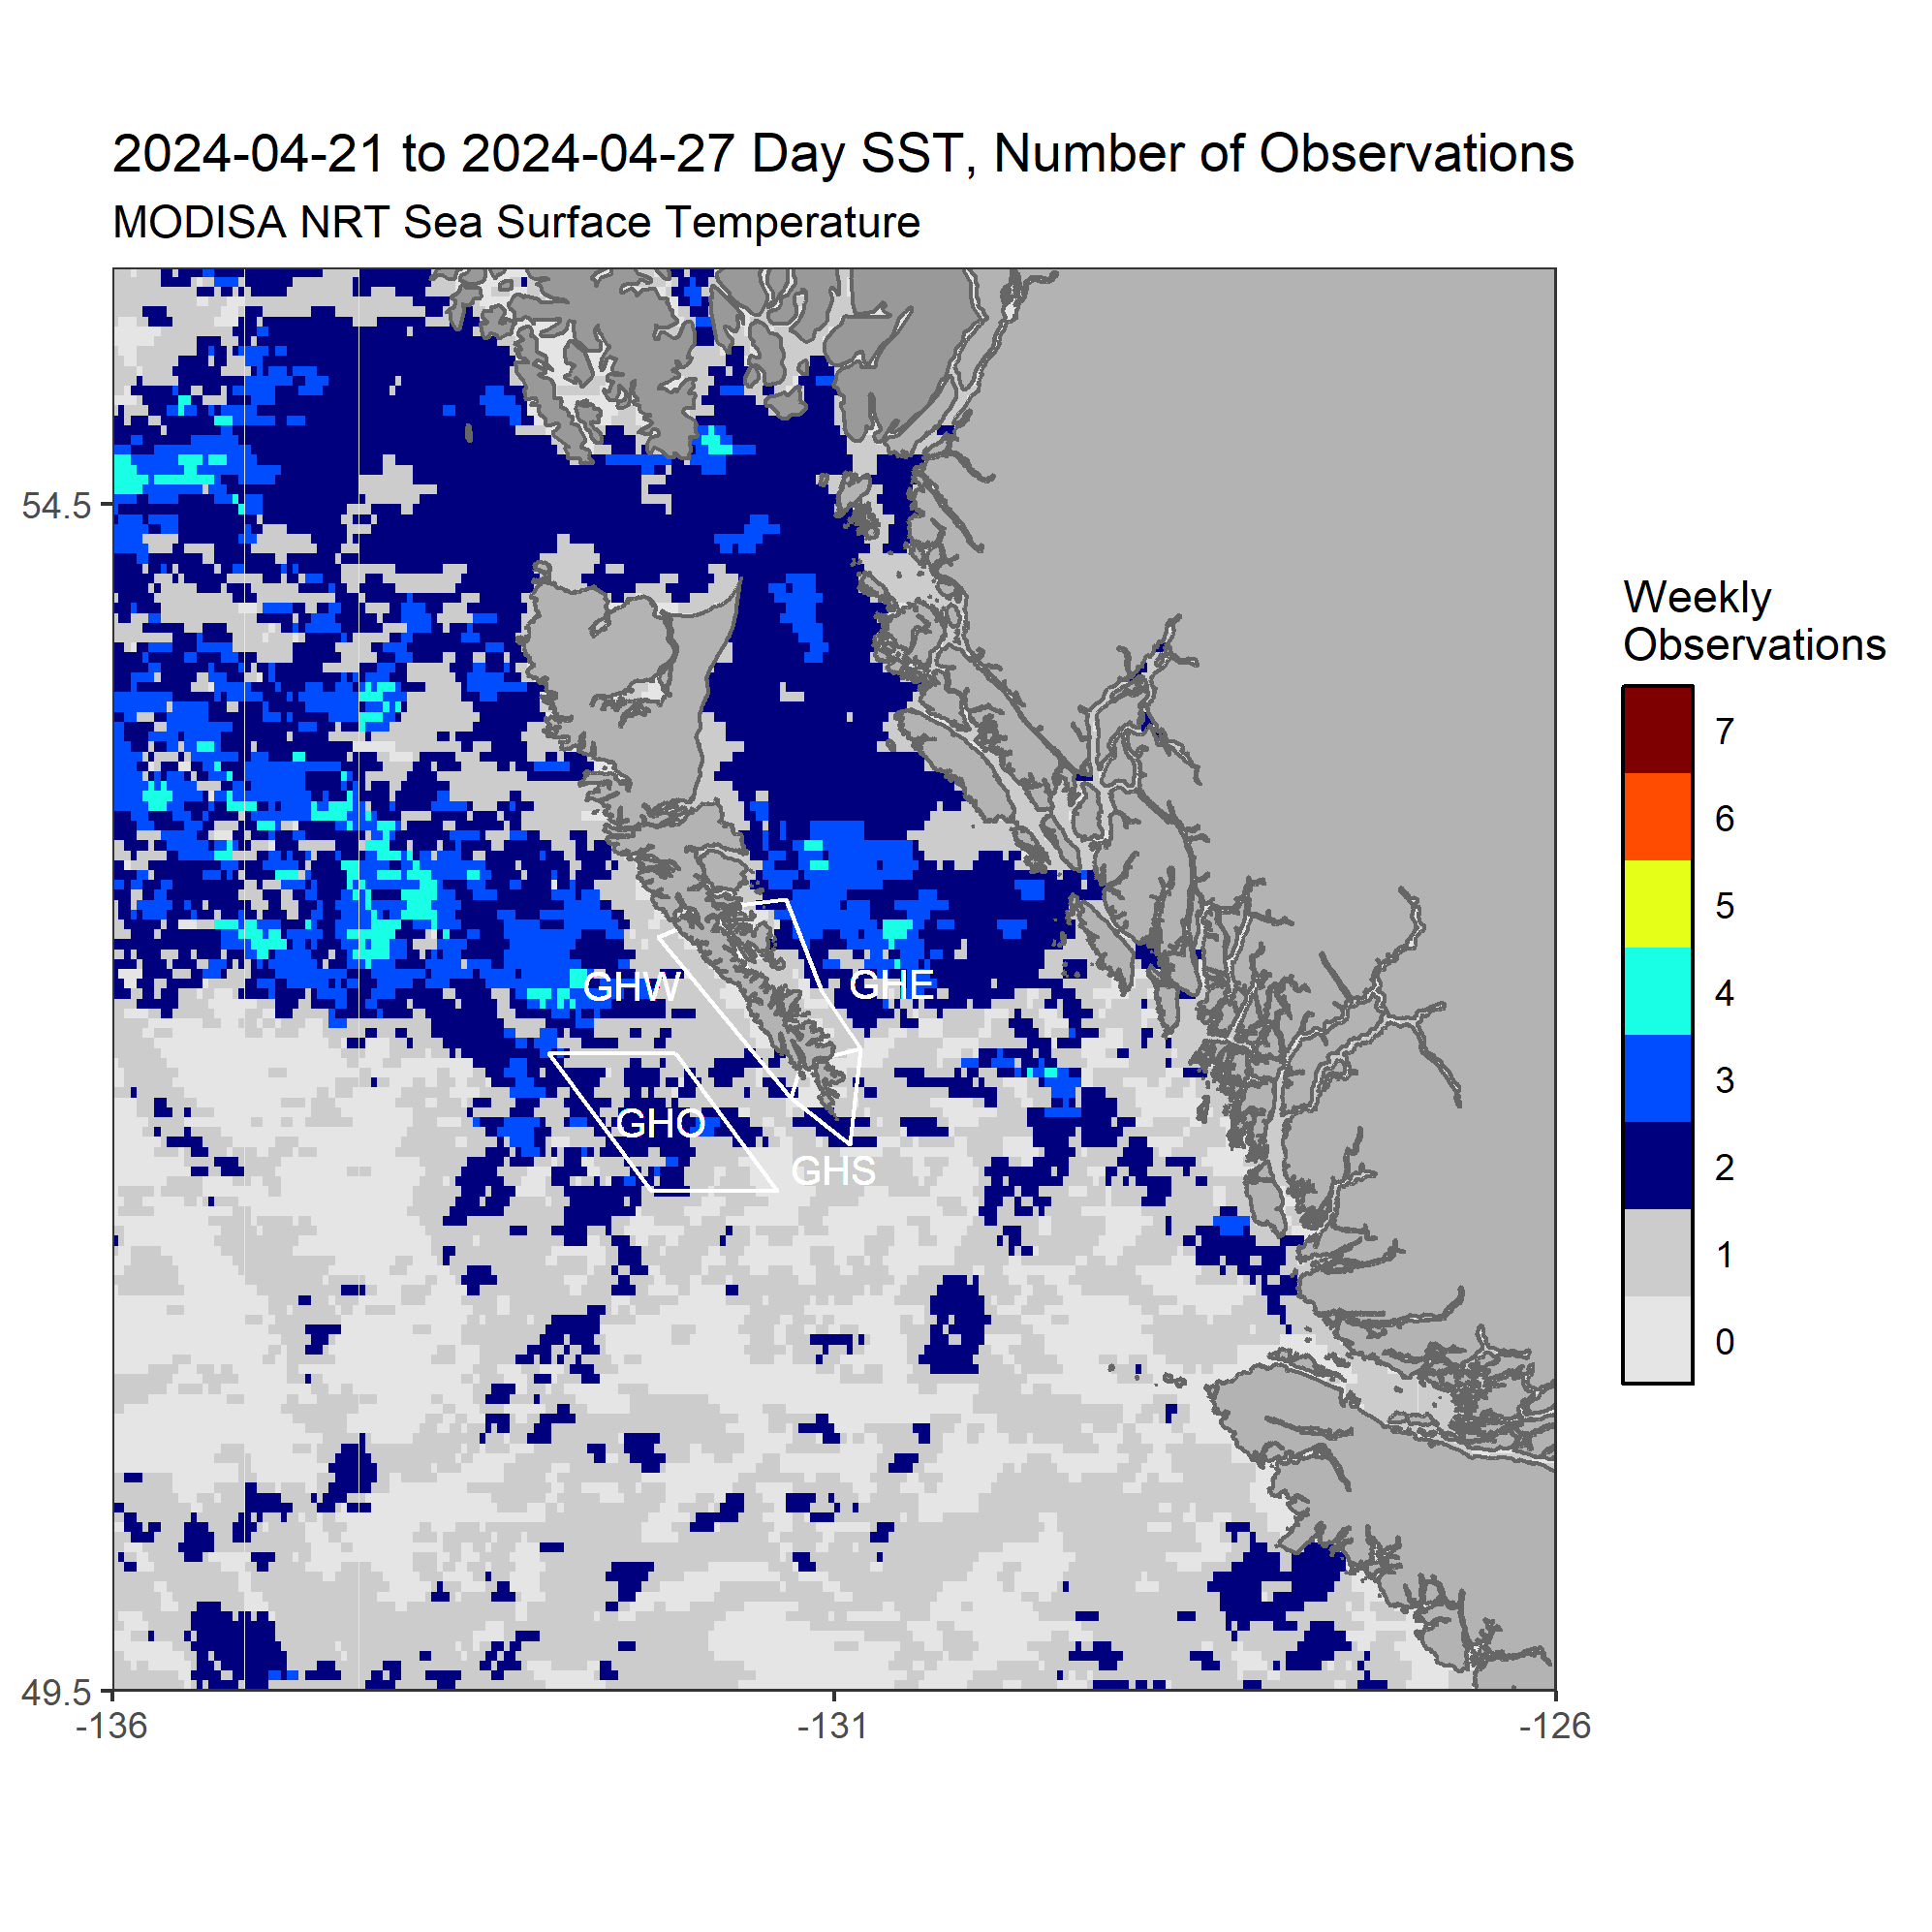 2024-04-21 to 2024-04-27 Day SST, Number of Observations
MODISA NRT Sea Surface Temperature
54.5
49.5
-136
-131
-126
GHW
GHE
GHO
GHS
Weekly
Observations
7
6
5
4
3
2
1
0